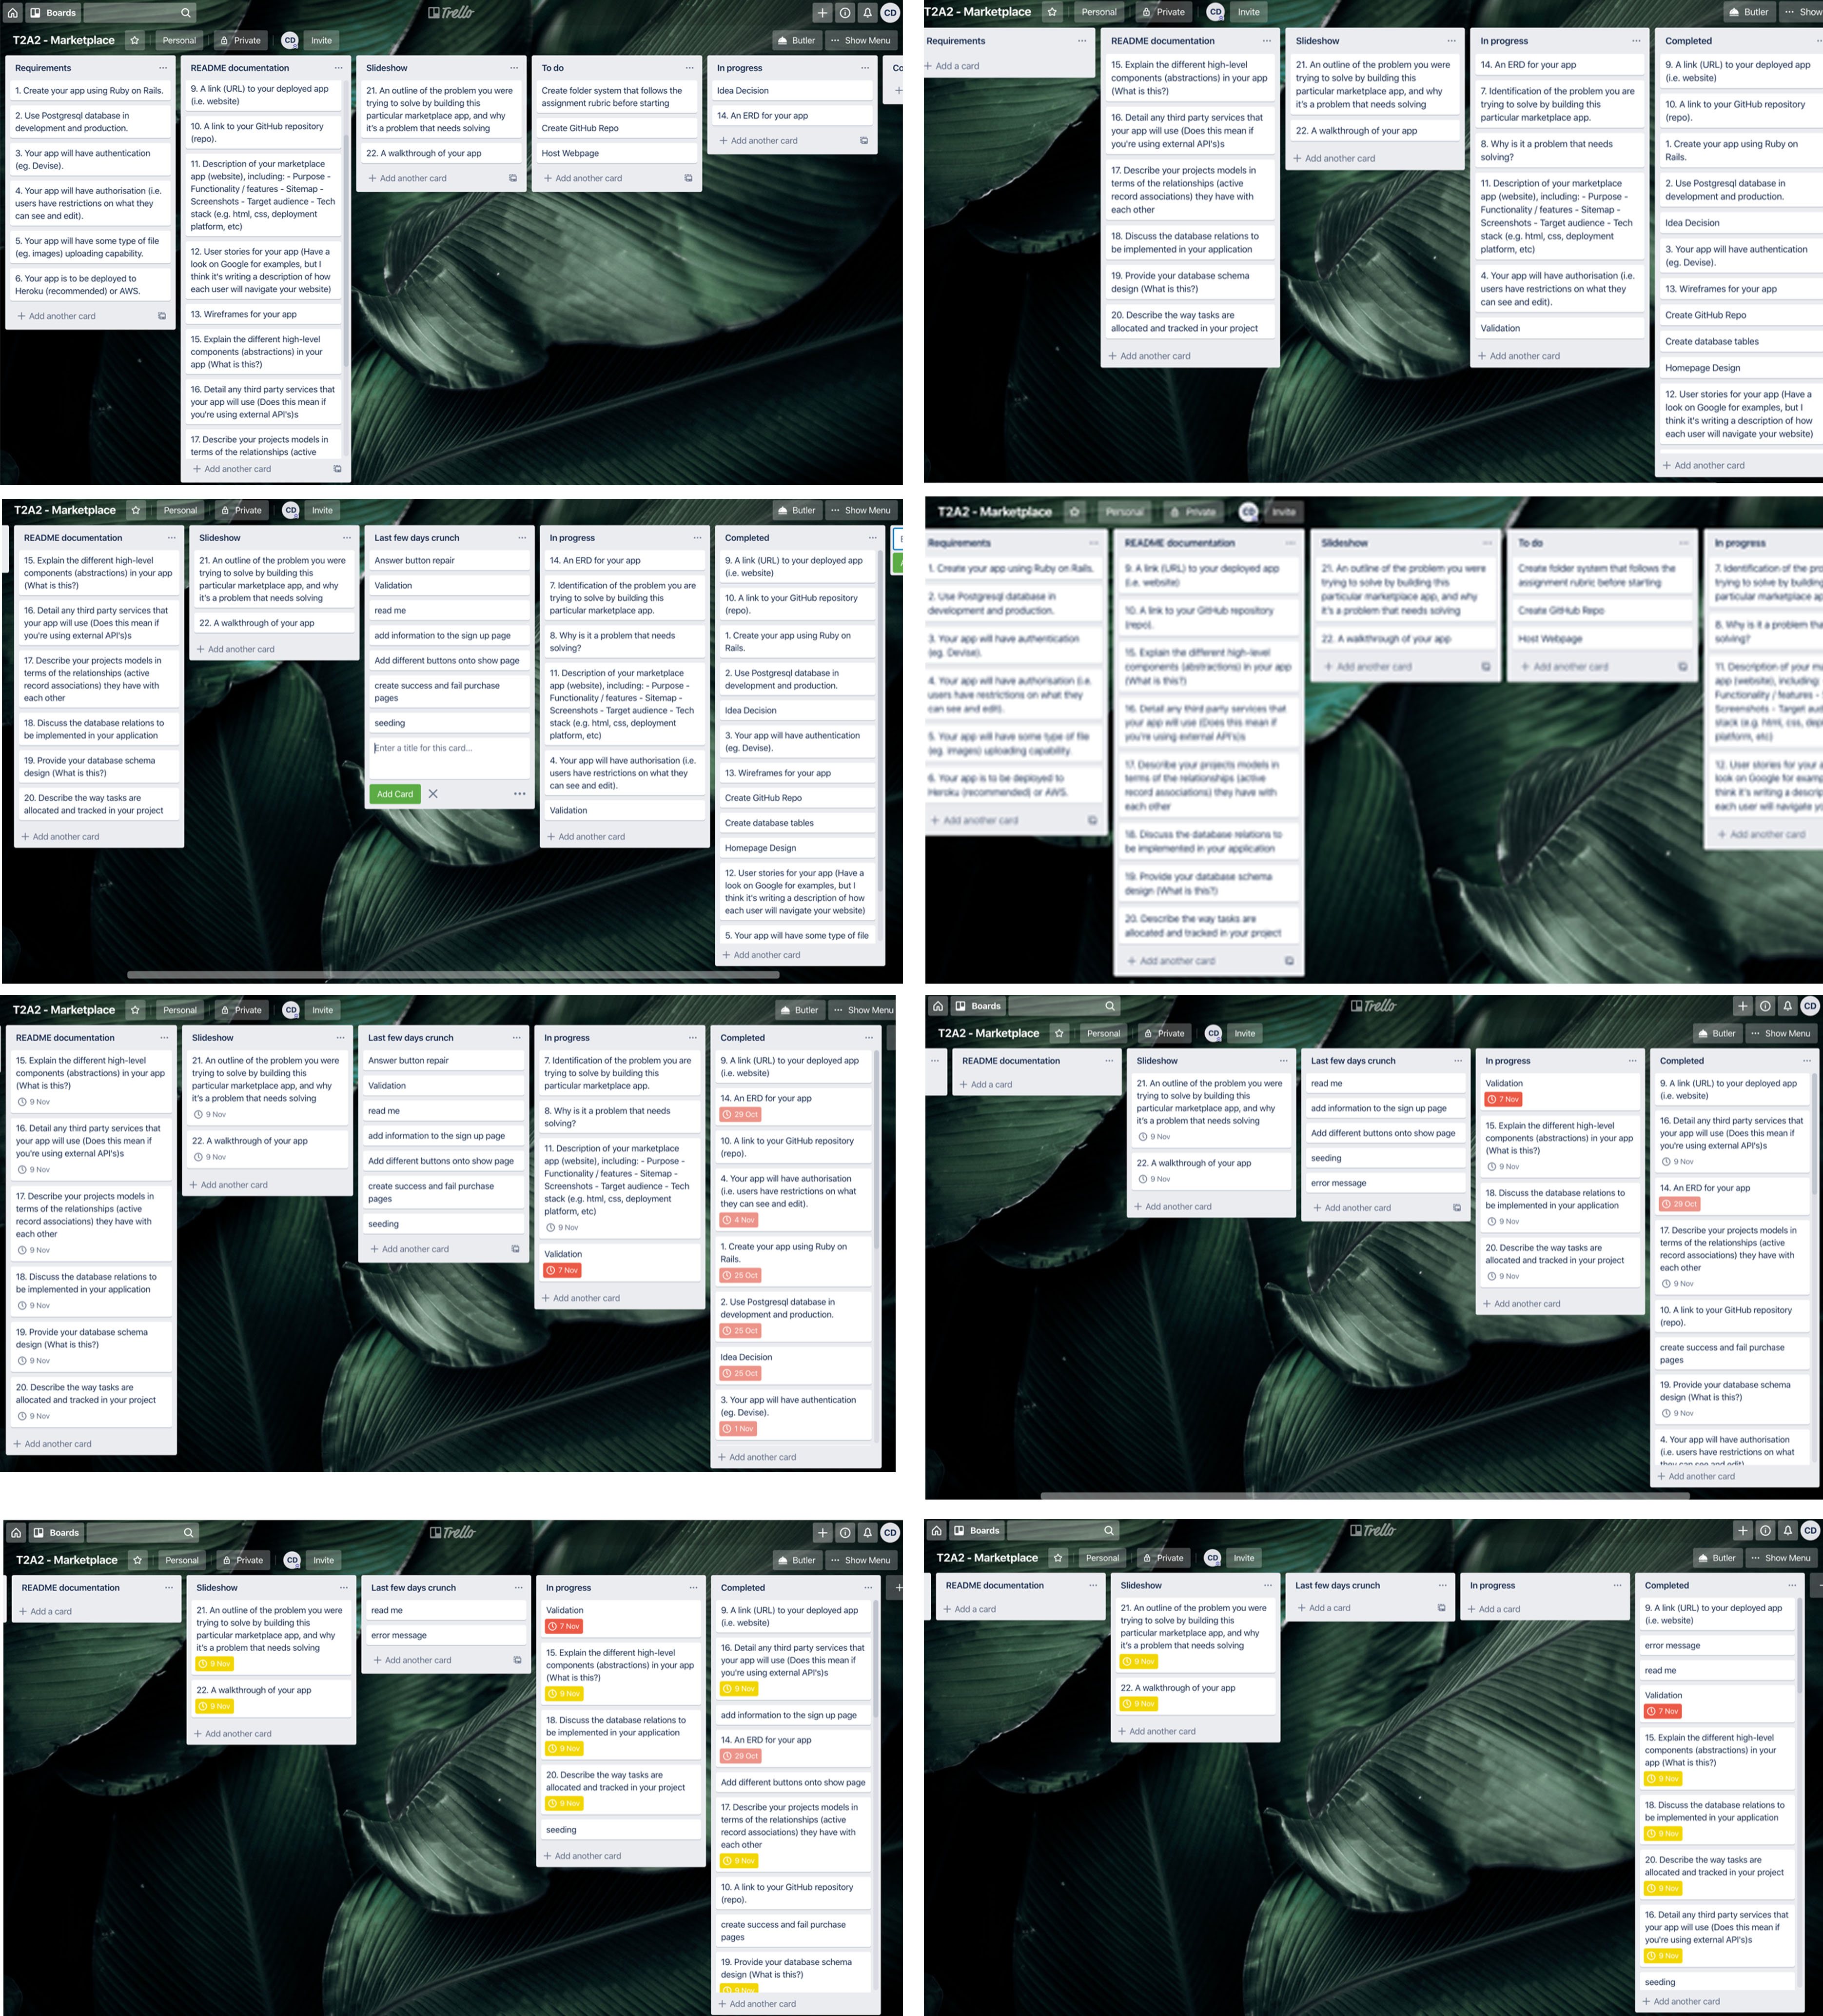 Boards
Trello
CD
T2A2 - Marketplace
Personal
Private
CD
Invite
Butler
Show Menu
Requirements
1. Create your app using Ruby on Rails.
2. Use Postgresql database in
development and production.
3. Your app will have authentication
(eg. Devise).
4. Your app will have authorisation (i.e.
users have restrictions on what they
can see and edit).
5. Your app will have some type of file
(eg. images) uploading capability.
6. Your app is to be deployed to
Heroku (recommended) or AWS.
+ Add another card
README documentation
9. A link (URL) to your deployed app
(i.e. website)
10. A link to your GitHub repository
(repo).
11. Description of your marketplace
app (website), including: - Purpose -
Functionality / features - Sitemap -
Screenshots - Target audience - Tech
stack (e.g. html, css, deployment
platform, etc)
12. User stories for your app (Have a
look on Google for examples, but I
think it's writing a description of how
each user will navigate your website)
13. Wireframes for your app
15. Explain the different high-level
components (abstractions) in your
app (What is this?)
16. Detail any third party services that
your app will use (Does this mean if
you're using external API's)s
17. Describe your projects models in
terms of the relationships (active
+ Add another card
Slideshow
21. An outline of the problem you were
trying to solve by building this
particular marketplace app, and why
it's a problem that needs solving
22. A walkthrough of your app
+ Add another card
To do
Create folder system that follows the
assignment rubric before starting
Create GitHub Repo
Host Webpage
+ Add another card
In progress
Idea Decision
14. An ERD for your app
+ Add another card
Co
+
T2A2 - Marketplace
Personal
Private
CD
Invite
Butler
Show
Requirements
+ Add a card
README documentation
15. Explain the different high-level
components (abstractions) in your app
(What is this?)
16. Detail any third party services that
your app will use (Does this mean if
you're using external API's)s
17. Describe your projects models in
terms of the relationships (active
record associations) they have with
each other
18. Discuss the database relations to
be implemented in your application
19. Provide your database schema
design (What is this?)
20. Describe the way tasks are
allocated and tracked in your project
+ Add another card
Slideshow
21. An outline of the problem you were
trying to solve by building this
particular marketplace app, and why
it's a problem that needs solving
22. A walkthrough of your app
+ Add another card
In progress
14. An ERD for your app
7. Identification of the problem you are
trying to solve by building this
particular marketplace app.
8. Why is it a problem that needs
solving?
11. Description of your marketplace
app (website), including: - Purpose -
Functionality / features - Sitemap -
Screenshots - Target audience - Tech
stack (e.g. html, css, deployment
platform, etc)
4. Your app will have authorisation (i.e.
users have restrictions on what they
can see and edit).
Validation
+ Add another card
Completed
9. A link (URL) to your deployed app
(i.e. website)
10. A link to your GitHub repository
(repo).
1. Create your app using Ruby on
Rails.
2. Use Postgresql database in
development and production.
Idea Decision
3. Your app will have authentication
(eg. Devise).
13. Wireframes for your app
Create GitHub Repo
Create database tables
Homepage Design
12. User stories for your app (Have a
look on Google for examples, but I
think it's writing a description of how
each user will navigate your website)
+ Add another card
T2A2 - Marketplace
Personal
Private
CD
Invite
Butler
Show Menu
README documentation
15. Explain the different high-level
components (abstractions) in your app
(What is this?)
16. Detail any third party services that
your app will use (Does this mean if
you're using external API's)s
17. Describe your projects models in
terms of the relationships (active
record associations) they have with
each other
18. Discuss the database relations to
be implemented in your application
19. Provide your database schema
design (What is this?)
20. Describe the way tasks are
allocated and tracked in your project
+ Add another card
Slideshow
21. An outline of the problem you were
trying to solve by building this
particular marketplace app, and why
it's a problem that needs solving
22. A walkthrough of your app
+ Add another card
Last few days crunch
Answer button repair
Validation
read me
add information to the sign up page
Add different buttons onto show page
create success and fail purchase
pages
seeding
Enter a title for this card...
Add Card
In progress
14. An ERD for your app
7. Identification of the problem you are
trying to solve by building this
particular marketplace app.
8. Why is it a problem that needs
solving?
11. Description of your marketplace
app (website), including: - Purpose -
Functionality / features - Sitemap -
Screenshots - Target audience - Tech
stack (e.g. html, css, deployment
platform, etc)
4. Your app will have authorisation (i.e.
users have restrictions on what they
can see and edit).
Validation
+ Add another card
Completed
9. A link (URL) to your deployed app
(i.e. website)
10. A link to your GitHub repository
(repo).
1. Create your app using Ruby on
Rails.
2. Use Postgresql database in
development and production.
Idea Decision
3. Your app will have authentication
(eg. Devise).
13. Wireframes for your app
Create GitHub Repo
Create database tables
Homepage Design
12. User stories for your app (Have a
look on Google for examples, but I
think it's writing a description of how
each user will navigate your website)
5. Your app will have some type of file
+ Add another card
T2A2 - Marketplace
Personal
Private
CD
Invite
Requirements
1. Create your app using Ruby on Rails.
2. Use Postgresql database in
development and production.
3. Your app will have authentication
(eg. Devise).
4. Your app will have authorisation (i.e.
users have restrictions on what they
can see and edit).
5. Your app will have some type of file
(eg. images) uploading capability.
6. Your app is to be deployed to
Heroku (recommended) or AWS.
+ Add another card
README documentation
9. A link (URL) to your deployed app
(i.e. website)
10. A link to your GitHub repository
(repo).
15. Explain the different high-level
components (abstractions) in your app
(What is this?)
16. Detail any third party services that
your app will use (Does this mean if
you're using external API's)s
17. Describe your projects models in
terms of the relationships (active
record associations) they have with
each other
18. Discuss the database relations to
be implemented in your application
19. Provide your database schema
design (What is this?)
20. Describe the way tasks are
allocated and tracked in your project
+ Add another card
Slideshow
21. An outline of the problem you were
trying to solve by building this
particular marketplace app, and why
it's a problem that needs solving
22. A walkthrough of your app
+ Add another card
To do
Create folder system that follows the
assignment rubric before starting
Create GitHub Repo
Host Webpage
+ Add another card
In progress
7. Identification of the problem
trying to solve by building
particular marketplace ap
8. Why is it a problem tha
solving?
11. Description of your
app (website), including:
Functionality / features -
Screenshots - Target aud
stack (e.g. html, css, dep
platform, etc)
12. User stories for your a
look on Google for examp
think it's writing a descrip
each user will navigate yo
+ Add another card
T2A2 - Marketplace
Personal
Private
CD
Invite
Butler
Show Menu
README documentation
15. Explain the different high-level
components (abstractions) in your app
(What is this?)
9 Nov
16. Detail any third party services that
your app will use (Does this mean if
you're using external API's)s
9 Nov
17. Describe your projects models in
terms of the relationships (active
record associations) they have with
each other
9 Nov
18. Discuss the database relations to
be implemented in your application
9 Nov
19. Provide your database schema
design (What is this?)
9 Nov
20. Describe the way tasks are
allocated and tracked in your project
9 Nov
+ Add another card
Slideshow
21. An outline of the problem you were
trying to solve by building this
particular marketplace app, and why
it's a problem that needs solving
9 Nov
22. A walkthrough of your app
9 Nov
+ Add another card
Last few days crunch
Answer button repair
Validation
read me
add information to the sign up page
Add different buttons onto show page
create success and fail purchase
pages
seeding
+ Add another card
In progress
7. Identification of the problem you are
trying to solve by building this
particular marketplace app.
8. Why is it a problem that needs
solving?
11. Description of your marketplace
app (website), including: - Purpose -
Functionality / features - Sitemap -
Screenshots - Target audience - Tech
stack (e.g. html, css, deployment
platform, etc)
9 Nov
Validation
7 Nov
+ Add another card
Completed
9. A link (URL) to your deployed app
(i.e. website)
14. An ERD for your app
29 Oct
10. A link to your GitHub repository
(repo).
4. Your app will have authorisation
(i.e. users have restrictions on what
they can see and edit).
4 Nov
1. Create your app using Ruby on
Rails.
25 Oct
2. Use Postgresql database in
development and production.
25 Oct
Idea Decision
25 Oct
3. Your app will have authentication
(eg. Devise).
1 Nov
+ Add another card
Boards
Trello
CD
T2A2 - Marketplace
Personal
Private
CD
Invite
Butler
Show Menu
README documentation
+ Add a card
Slideshow
21. An outline of the problem you were
trying to solve by building this
particular marketplace app, and why
it's a problem that needs solving
9 Nov
22. A walkthrough of your app
9 Nov
+ Add another card
Last few days crunch
read me
add information to the sign up page
Add different buttons onto show page
seeding
error message
+ Add another card
In progress
Validation
7 Nov
15. Explain the different high-level
components (abstractions) in your app
(What is this?)
9 Nov
18. Discuss the database relations to
be implemented in your application
9 Nov
20. Describe the way tasks are
allocated and tracked in your project
9 Nov
+ Add another card
Completed
9. A link (URL) to your deployed app
(i.e. website)
16. Detail any third party services that
your app will use (Does this mean if
you're using external API's)s
9 Nov
14. An ERD for your app
29 Oct
17. Describe your projects models in
terms of the relationships (active
record associations) they have with
each other
9 Nov
10. A link to your GitHub repository
(repo).
create success and fail purchase
pages
19. Provide your database schema
design (What is this?)
9 Nov
4. Your app will have authorisation
(i.e. users have restrictions on what
they can see and edit)
+ Add another card
Boards
Trello
CD
T2A2 - Marketplace
Personal
Private
CD
Invite
Butler
Show Menu
README documentation
+ Add a card
Slideshow
21. An outline of the problem you were
trying to solve by building this
particular marketplace app, and why
it's a problem that needs solving
9 Nov
22. A walkthrough of your app
9 Nov
+ Add another card
Last few days crunch
read me
error message
+ Add another card
In progress
Validation
7 Nov
15. Explain the different high-level
components (abstractions) in your app
(What is this?)
9 Nov
18. Discuss the database relations to
be implemented in your application
9 Nov
20. Describe the way tasks are
allocated and tracked in your project
9 Nov
seeding
+ Add another card
Completed
9. A link (URL) to your deployed app
(i.e. website)
16. Detail any third party services that
your app will use (Does this mean if
you're using external API's)s
9 Nov
add information to the sign up page
14. An ERD for your app
29 Oct
Add different buttons onto show page
17. Describe your projects models in
terms of the relationships (active
record associations) they have with
each other
9 Nov
10. A link to your GitHub repository
(repo).
create success and fail purchase
pages
19. Provide your database schema
design (What is this?)
9 Nov
+ Add another card
Boards
Trello
CD
T2A2 - Marketplace
Personal
Private
CD
Invite
Butler
Show Menu
README documentation
+ Add a card
Slideshow
21. An outline of the problem you were
trying to solve by building this
particular marketplace app, and why
it's a problem that needs solving
9 Nov
22. A walkthrough of your app
9 Nov
+ Add another card
Last few days crunch
+ Add a card
In progress
+ Add a card
Completed
9. A link (URL) to your deployed app
(i.e. website)
error message
read me
Validation
7 Nov
15. Explain the different high-level
components (abstractions) in your
app (What is this?)
9 Nov
18. Discuss the database relations to
be implemented in your application
9 Nov
20. Describe the way tasks are
allocated and tracked in your project
9 Nov
16. Detail any third party services that
your app will use (Does this mean if
you're using external API's)s
9 Nov
seeding
+ Add another card